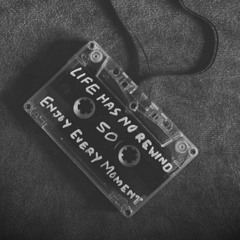 LIFE HAS NO REWIND
SO
ENJOY EVERY MOMENT